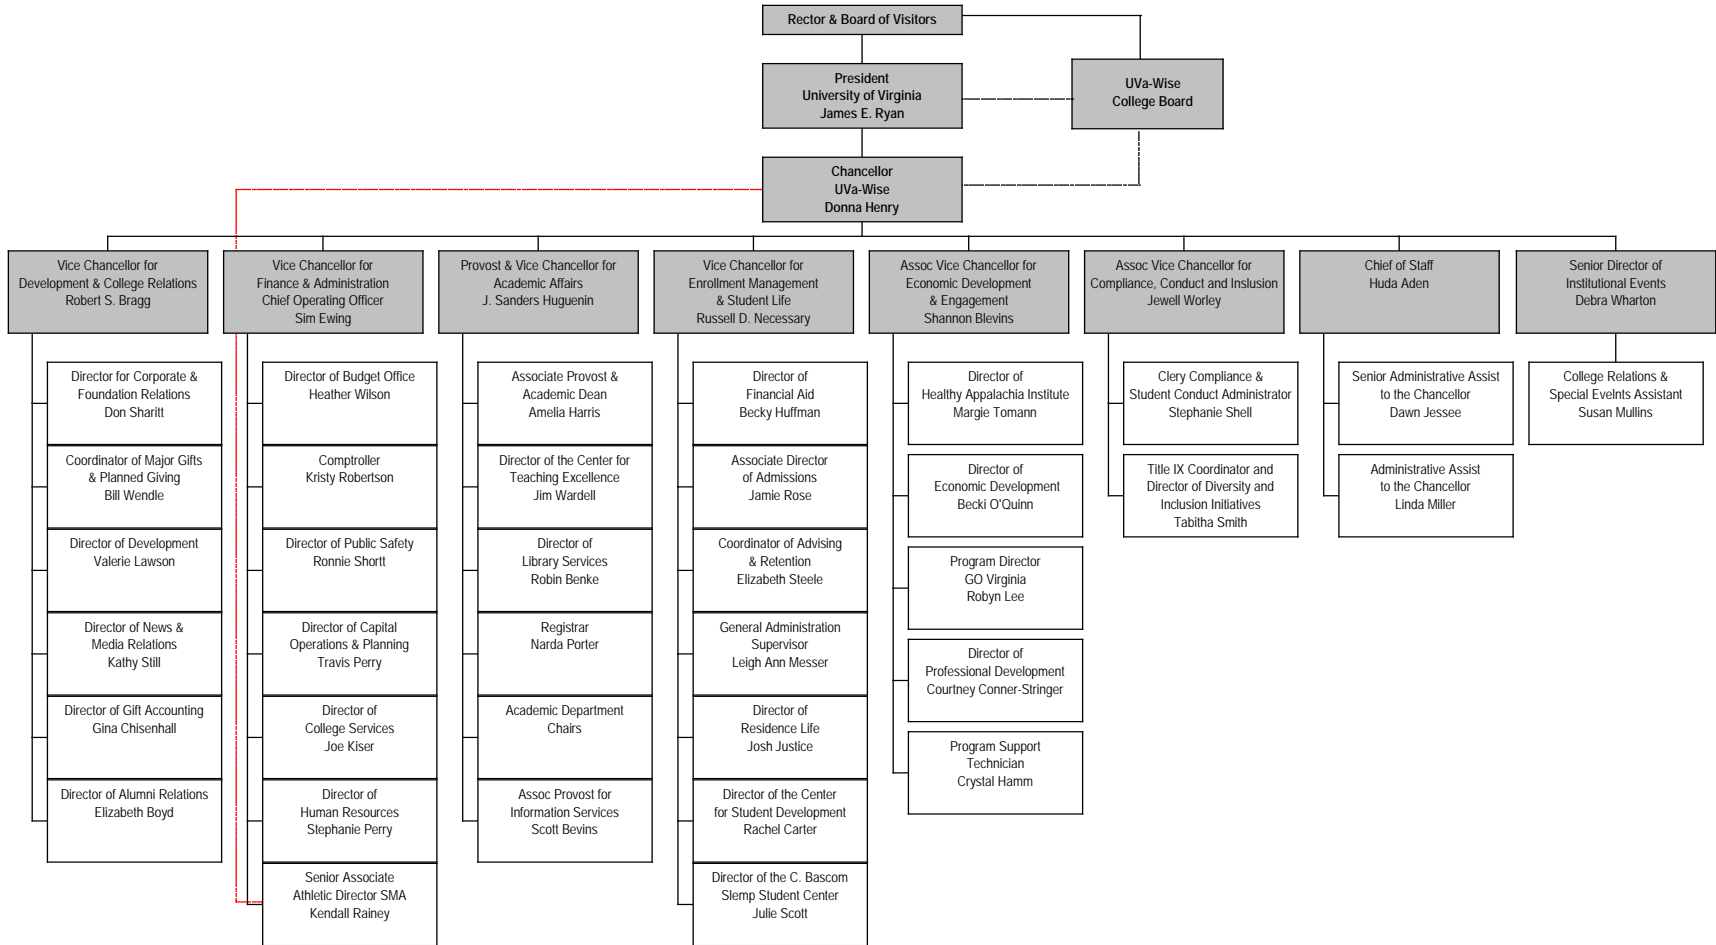 Rector & Board of Visitors
President
University of Virginia
James E. Ryan
UVa-Wise
College Board
Chancellor
UVa-Wise
Donna Henry
Vice Chancellor for
Development & College Relations
Robert S. Bragg
Vice Chancellor for
Finance & Administration
Chief Operating Officer
Sim Ewing
Provost & Vice Chancellor for
Academic Affairs
J. Sanders Huguenin
Vice Chancellor for
Enrollment Management
& Student Life
Russell D. Necessary
Assoc Vice Chancellor for
Economic Development
& Engagement
Shannon Blevins
Assoc Vice Chancellor for
Compliance, Conduct and Inslusion
Jewell Worley
Chief of Staff
Huda Aden
Senior Director of
Institutional Events
Debra Wharton
Director for Corporate &
Foundation Relations
Don Sharitt
Coordinator of Major Gifts
& Planned Giving
Bill Wendle
Director of Development
Valerie Lawson
Director of News &
Media Relations
Kathy Still
Director of Gift Accounting
Gina Chisenhall
Director of Alumni Relations
Elizabeth Boyd
Director of Budget Office
Heather Wilson
Comptroller
Kristy Robertson
Director of Public Safety
Ronnie Shortt
Director of Capital
Operations & Planning
Travis Perry
Director of
College Services
Joe Kiser
Director of
Human Resources
Stephanie Perry
Senior Associate
Athletic Director SMA
Kendall Rainey
Associate Provost &
Academic Dean
Amelia Harris
Director of the Center for
Teaching Excellence
Jim Wardell
Director of
Library Services
Robin Benke
Registrar
Narda Porter
Academic Department
Chairs
Assoc Provost for
Information Services
Scott Bevins
Director of
Financial Aid
Becky Huffman
Associate Director
of Admissions
Jamie Rose
Coordinator of Advising
& Retention
Elizabeth Steele
General Administration
Supervisor
Leigh Ann Messer
Director of
Residence Life
Josh Justice
Director of the Center
for Student Development
Rachel Carter
Director of the C. Bascom
Slemp Student Center
Julie Scott
Director of
Healthy Appalachia Institute
Margie Tomann
Director of
Economic Development
Becki O'Quinn
Program Director
GO Virginia
Robyn Lee
Director of
Professional Development
Courtney Conner-Stringer
Program Support
Technician
Crystal Hamm
Clery Compliance &
Student Conduct Administrator
Stephanie Shell
Title IX Coordinator and
Director of Diversity and
Inclusion Initiatives
Tabitha Smith
Senior Administrative Assist
to the Chancellor
Dawn Jessee
Administrative Assist
to the Chancellor
Linda Miller
College Relations &
Special Evelnts Assistant
Susan Mullins